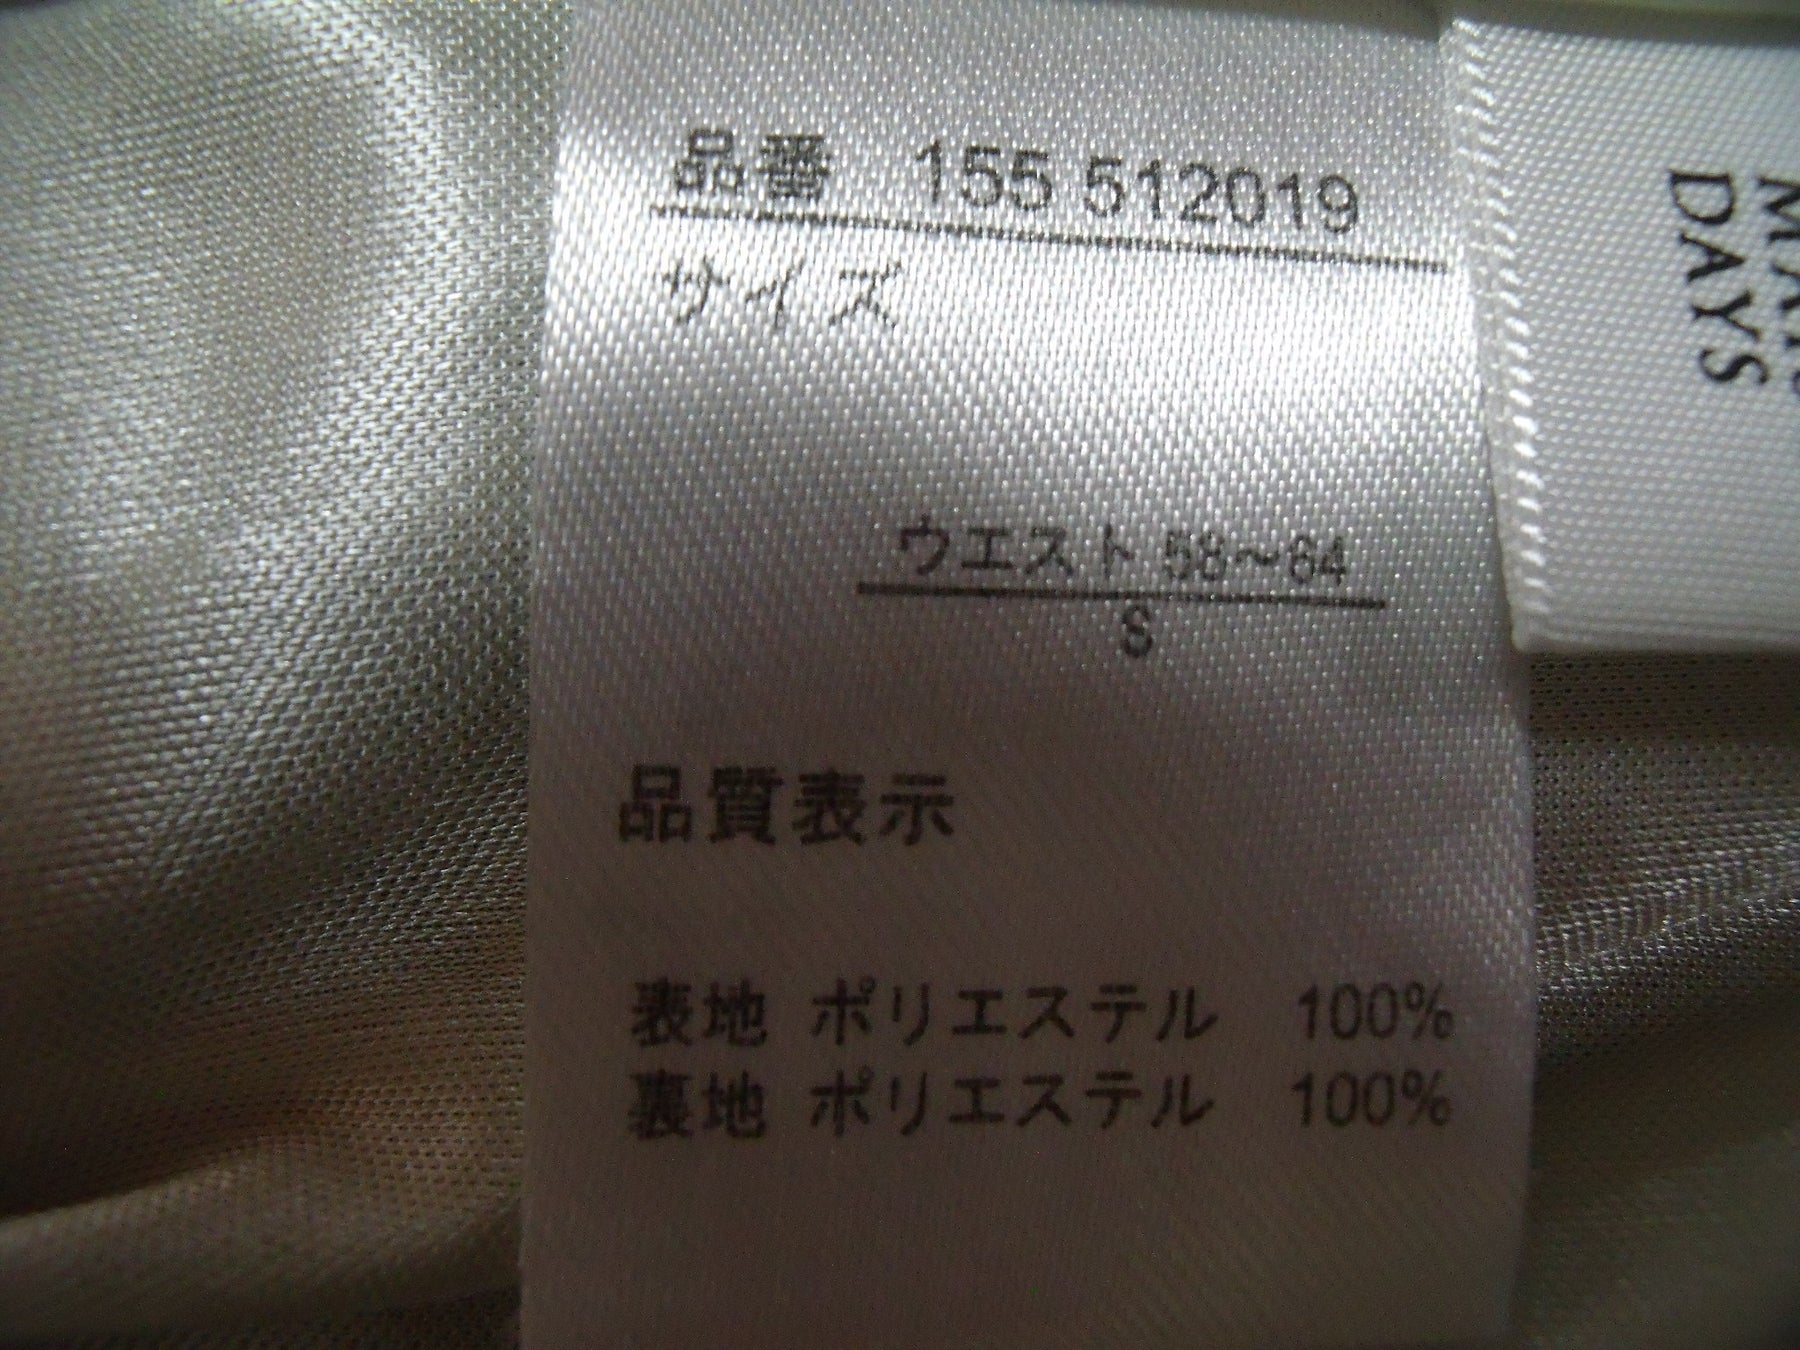 品番 155 512019
サイズ
ウエスト 58～64
S
品質表示
表地 ポリエステル 100%
裏地 ポリエステル 100%
DAYS